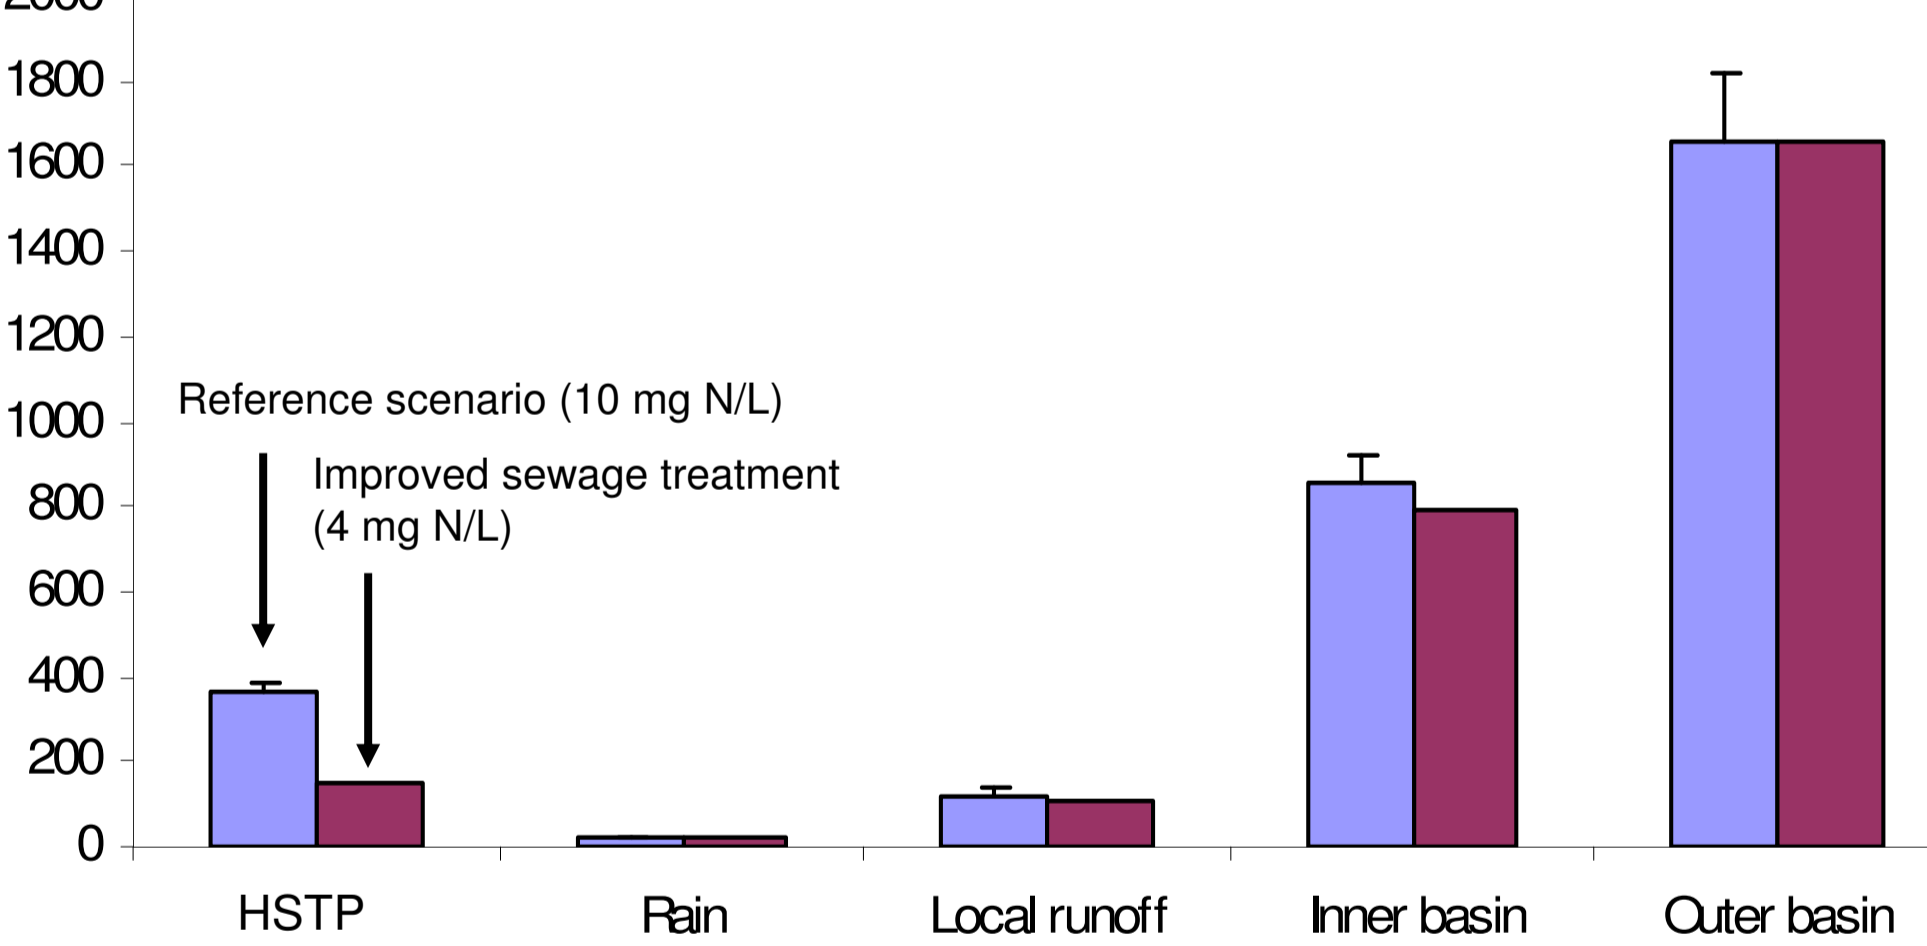 2000
1800
1600
1400
1200
1000
800
600
400
200
0
Reference scenario (10 mg N/L)
Improved sewage treatment
(4 mg N/L)
HSTP
Rain
Local runoff
Inner basin
Outer basin